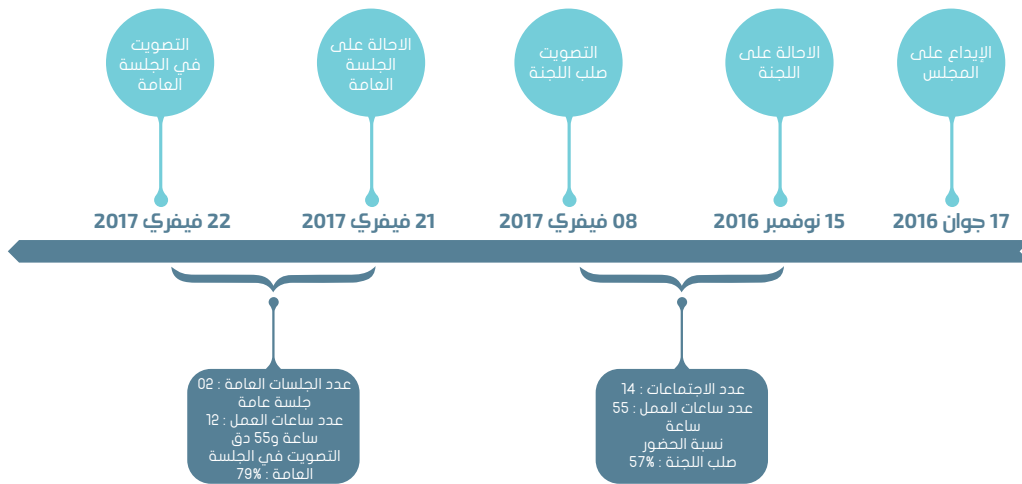 الإيداع على
المجلس
الاحالة على
اللجنة
التصويت
صلب اللجنة
الاحالة على
الجلسة
العامة
التصويت
في الجلسة
العامة
17 جوان 2016
15 نوفمبر 2016
08 فيفري 2017
21 فيفري 2017
22 فيفري 2017
عدد الاجتماعات : 14
عدد ساعات العمل : 55
ساعة
نسبة الحضور
صلب اللجنة : 57%
عدد الجلسات العامة : 02
جلسة عامة
عدد ساعات العمل : 12
ساعة و55 دق
التصويت في الجلسة
العامة : 79%